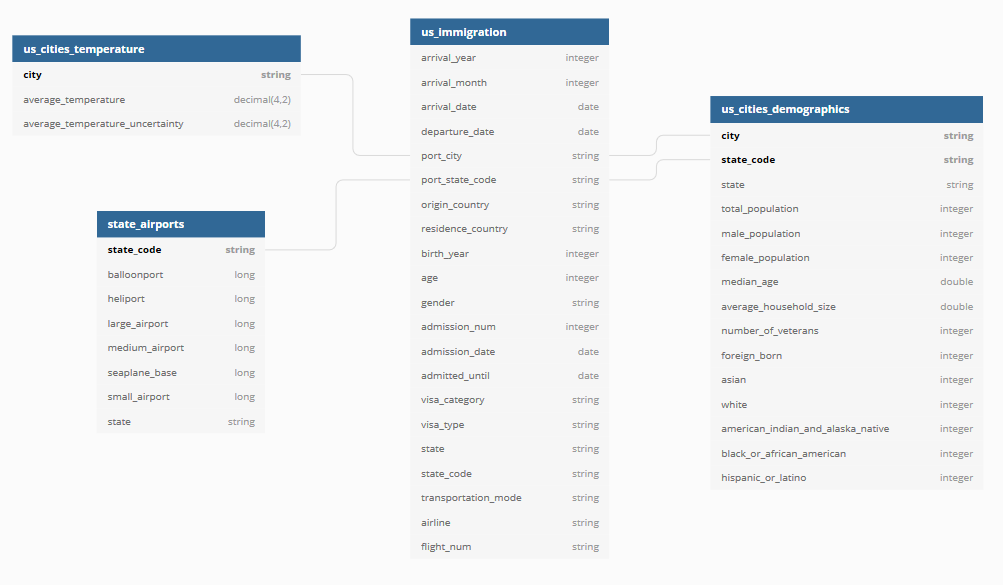 us_cities_temperature
city string
average_temperature decimal(4,2)
average_temperature_uncertainty decimal(4,2)
state_airports
state_code string
balloonport long
heliport long
large_airport long
medium_airport long
seaplane_base long
small_airport long
state string
us_immigration
arrival_year integer
arrival_month integer
arrival_date date
departure_date date
port_city string
port_state_code string
origin_country string
residence_country string
birth_year integer
age integer
gender string
admission_num integer
admission_date date
admitted_until date
visa_category string
visa_type string
state string
state_code string
transportation_mode string
airline string
flight_num string
us_cities_demographics
city string
state_code string
state string
total_population integer
male_population integer
female_population integer
median_age double
average_household_size double
number_of_veterans integer
foreign_born integer
asian integer
white integer
american_indian_and_alaska_native integer
black_or_african_american integer
hispanic_or_latino integer